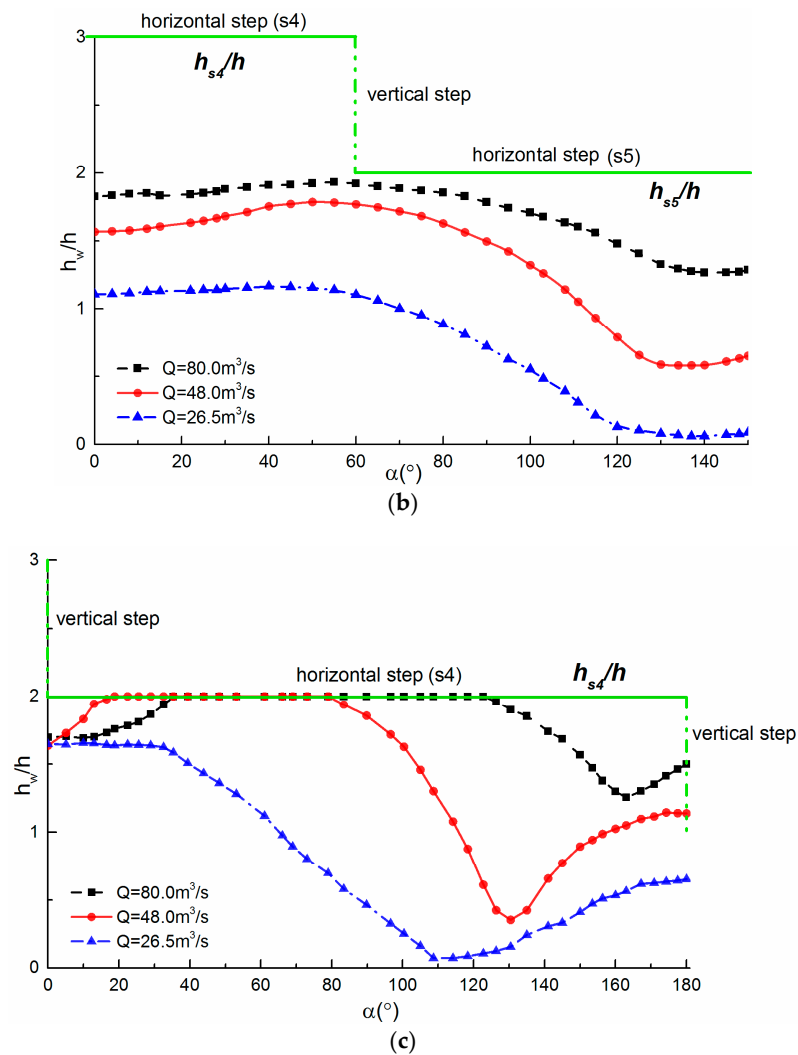 horizontal step (s4)
3
hs4/h
vertical step
horizontal step (s5)
2
hs5/h
hw/h
1
Q=80.0m³/s
Q=48.0m³/s
Q=26.5m³/s
0
0 20 40 60 80 100 120 140
α(°)
(b)
3
vertical step
horizontal step (s4)
hs4/h
2
vertical step
hw/h
1
Q=80.0m³/s
Q=48.0m³/s
Q=26.5m³/s
0
0 20 40 60 80 100 120 140 160 180
α(°)
(c)